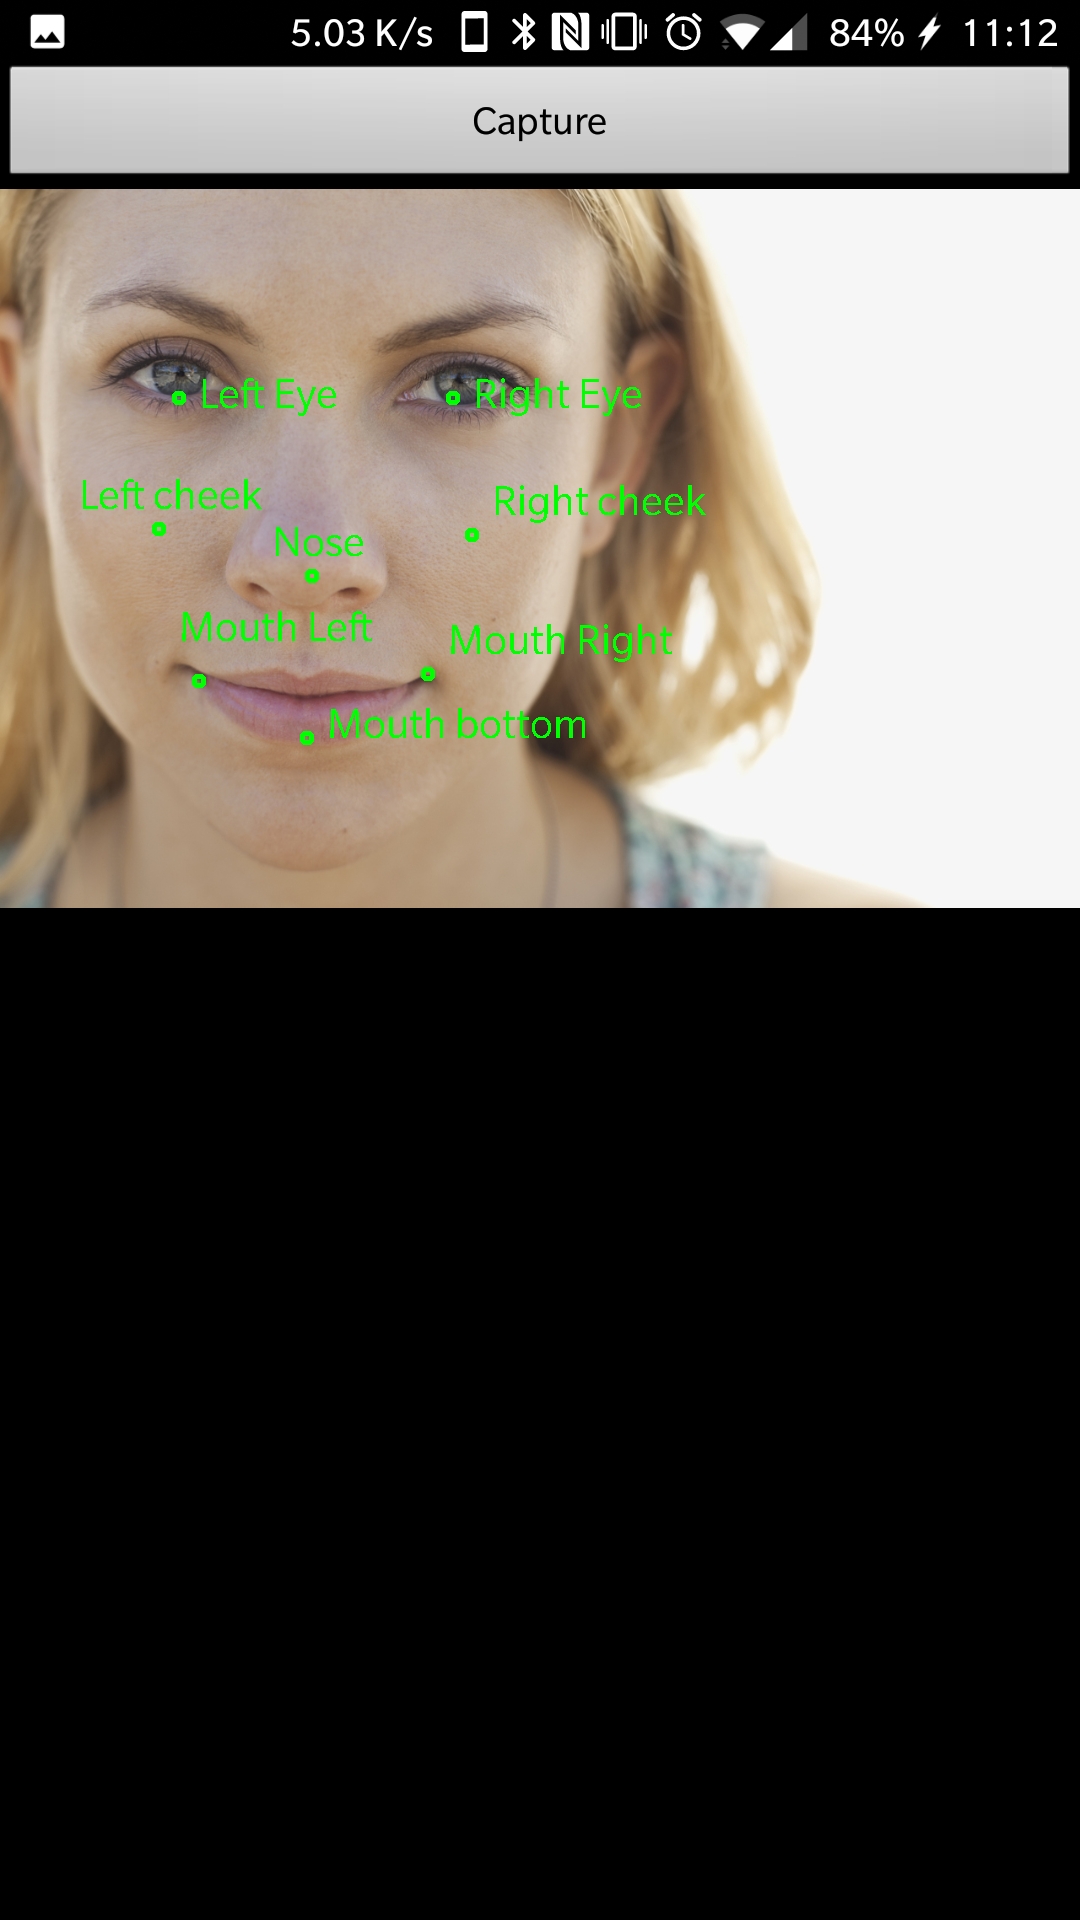 5.03 K/s 84% 11:12
Capture
Left Eye Right Eye
Left cheek Right cheek
Nose
Mouth Left Mouth Right
Mouth bottom